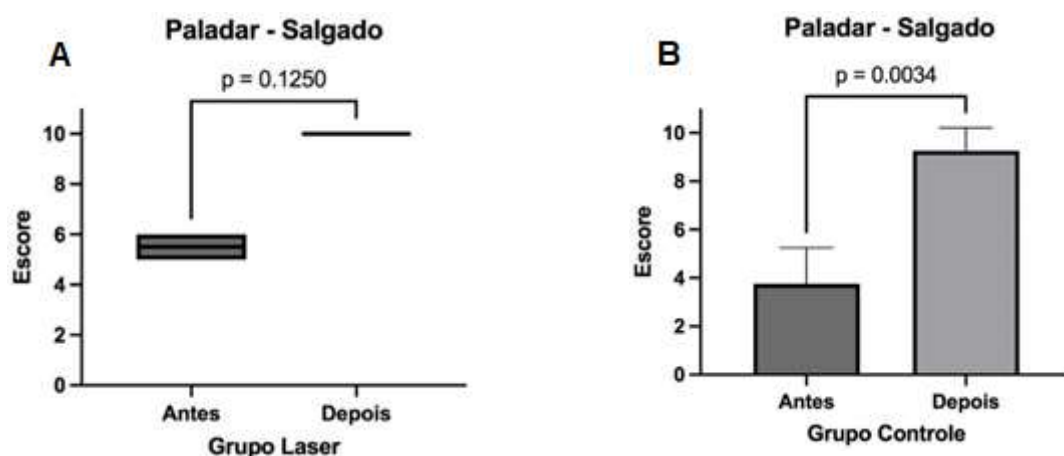 A
Paladar - Salgado
p = 0.1250
Escore
10
8
6
4
2
0
Antes Depois
Grupo Laser
B
Paladar - Salgado
p = 0.0034
Escore
10
8
6
4
2
0
Antes Depois
Grupo Controle